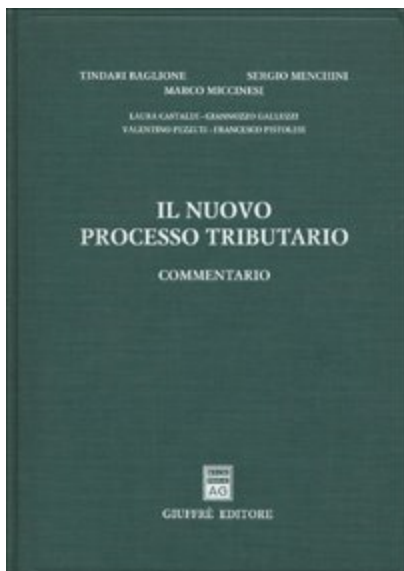 TINDARI BAGLIONE SERGIO MENCHINI
MARCO MICCINESI
LAURA CASTALDI - GIANNOZZO GALLUZZI
VALENTINO PEZZUTI - FRANCESCO PISTOLESI
IL NUOVO
PROCESSO TRIBUTARIO
COMMENTARIO
AG
GIUFFRÈ EDITORE